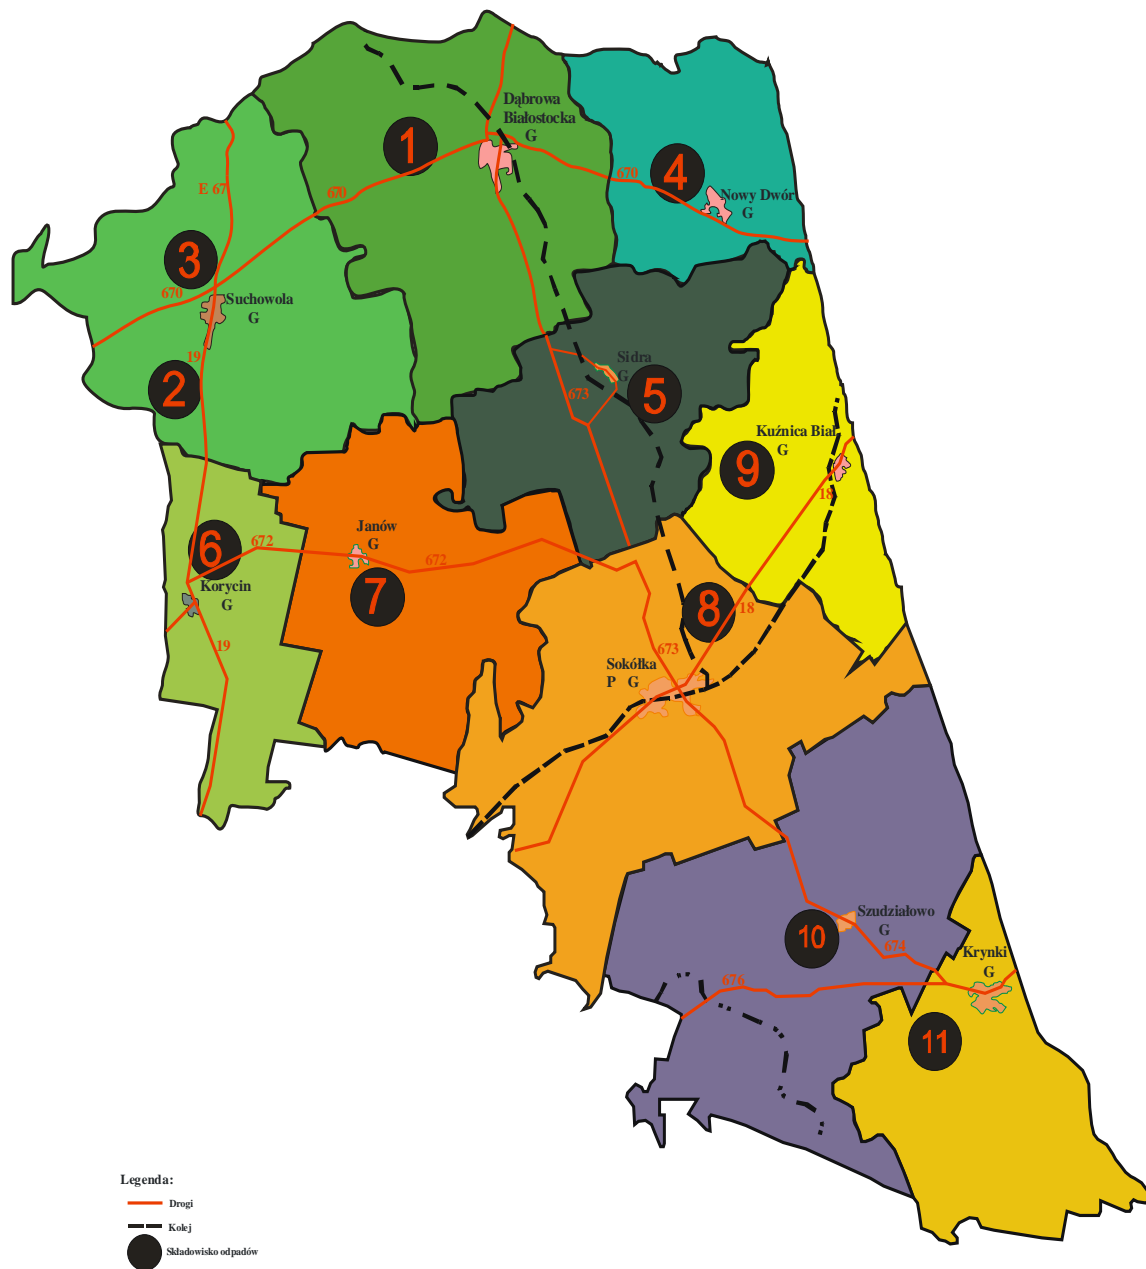 Dąbrowa
Białostocka
G
1
670
4
670
Nowy Dwór
G
E 67
3
670
Suchowola
G
19
2
Sidra
G
5
673
Kuźnica Biał.
G
9
18
6
672
Janów
G
672
7
Korycin
G
19
8
18
673
Sokółka
P G
Szudziałowo
G
10
674
Krynki
G
676
11
Legenda:
Drogi
Kolej
Składowisko odpadów